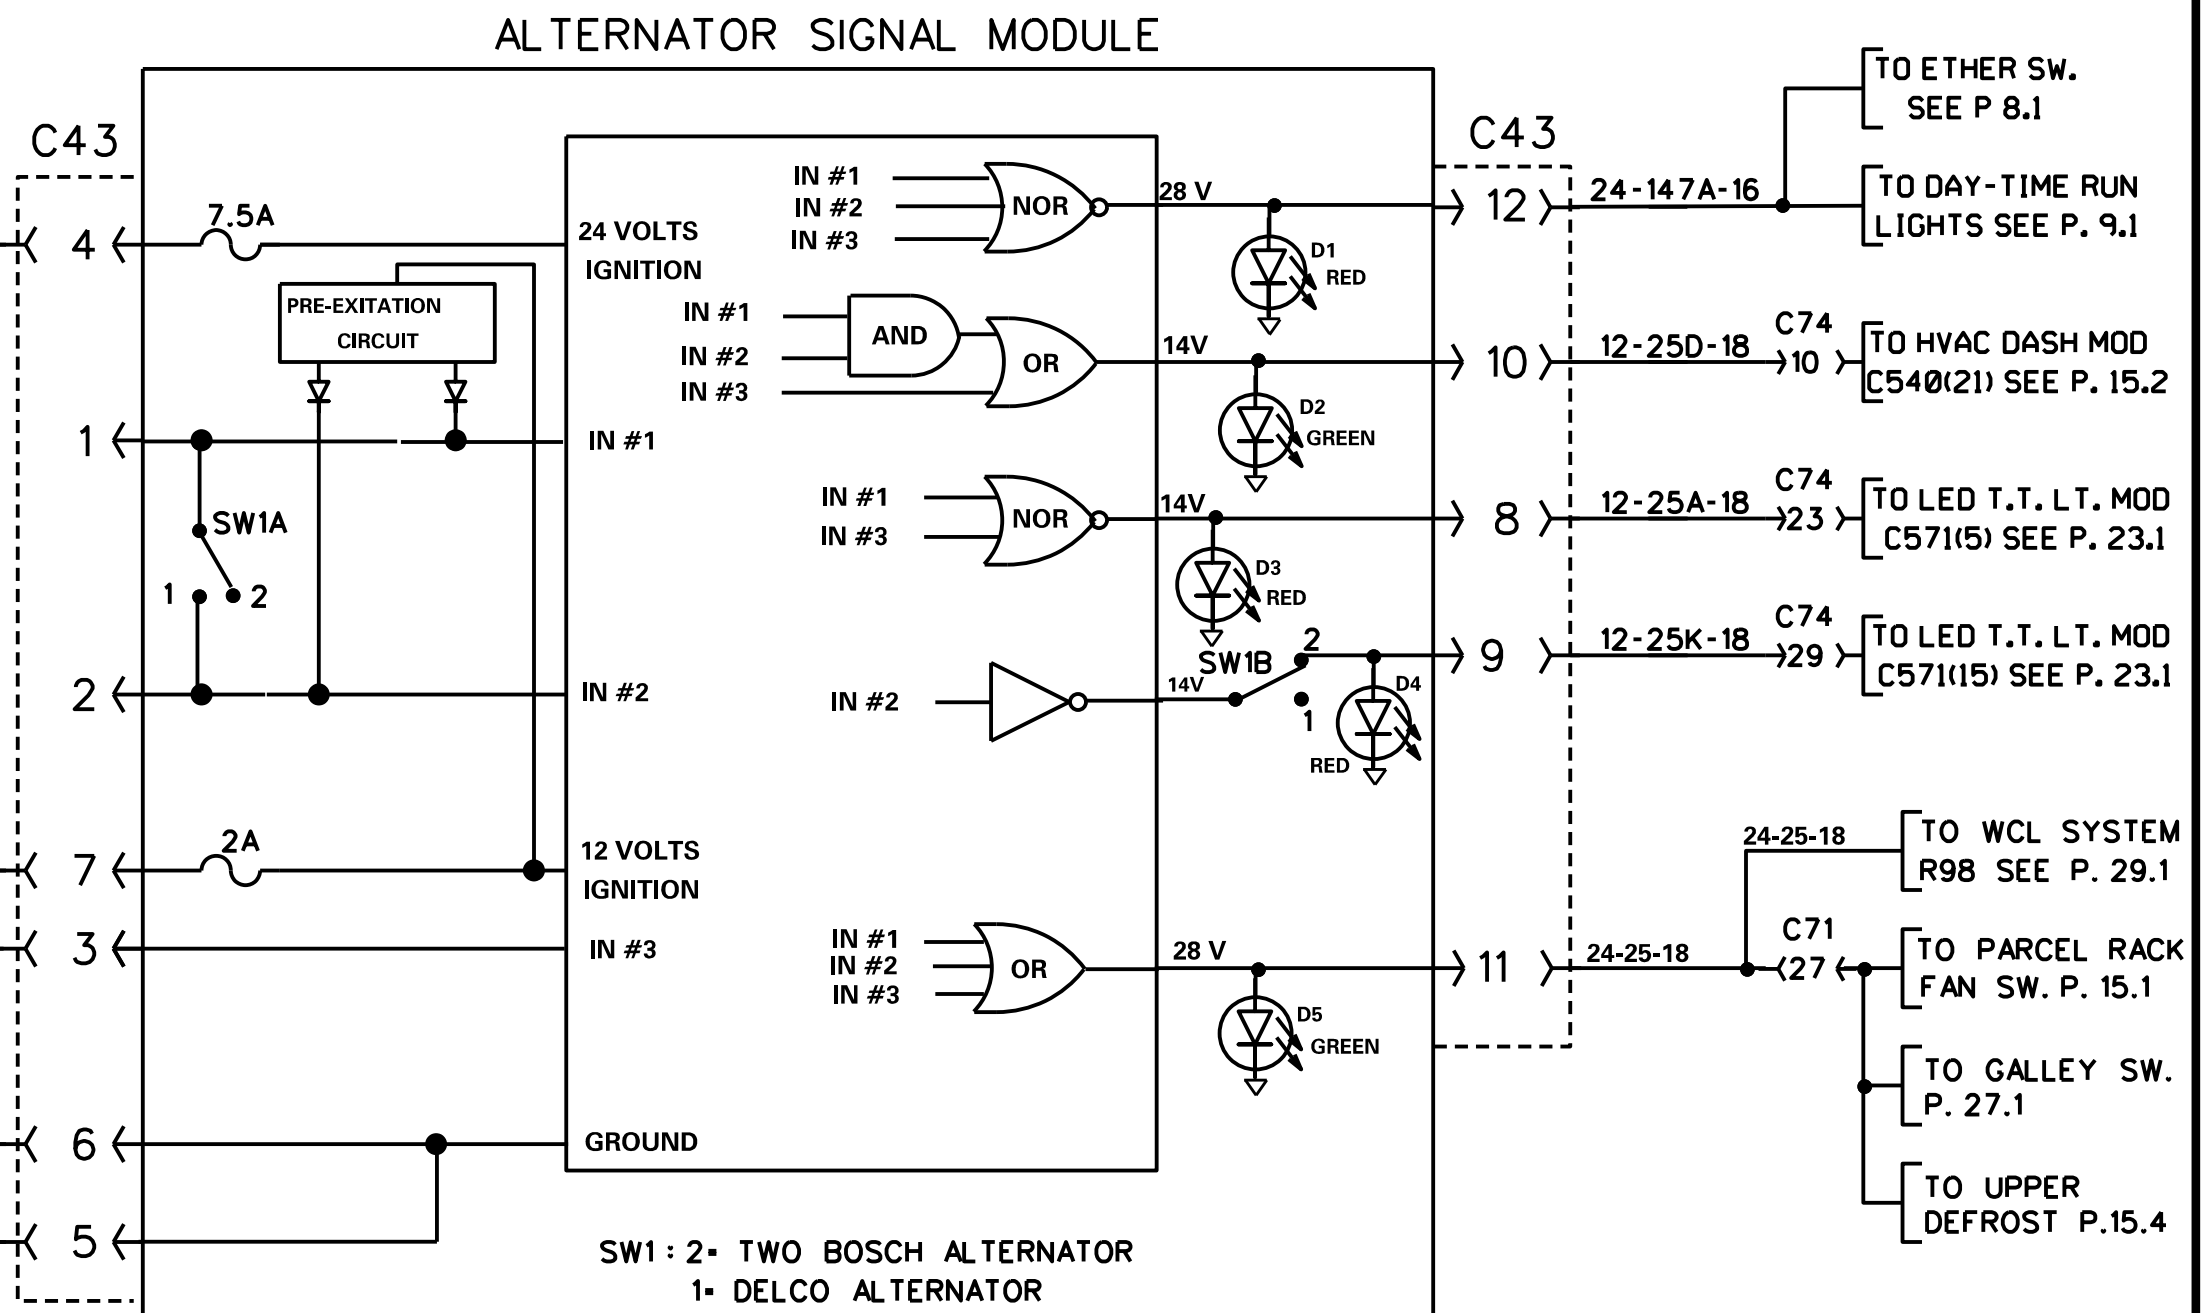 ALTERNATOR SIGNAL MODULE
C43
4
7.5A
PRE-EXITATION
CIRCUIT
1
SW1A
1 2
2
7
2A
3
6
5
24 VOLTS
IGNITION
IN #1
IN #2
12 VOLTS
IGNITION
IN #3
GROUND
IN #1
IN #2
IN #3
NOR
28 V
D1
RED
IN #1
IN #2
IN #3
AND
OR
14V
D2
GREEN
IN #1
IN #3
NOR
14V
D3
RED
IN #2
14V
SW1B
2
1
D4
RED
IN #1
IN #2
IN #3
OR
28 V
D5
GREEN
SW1 : 2- TWO BOSCH ALTERNATOR
1- DELCO ALTERNATOR
C43
12
24-147A-16
TO ETHER SW.
SEE P 8.1
TO DAY-TIME RUN
LIGHTS SEE P. 9.1
10
12-25D-18
C74
10
TO HVAC DASH MOD
C540(21) SEE P. 15.2
8
12-25A-18
C74
23
TO LED T.T. LT. MOD
C571(5) SEE P. 23.1
9
12-25K-18
C74
29
TO LED T.T. LT. MOD
C571(15) SEE P. 23.1
11
24-25-18
24-25-18
TO WCL SYSTEM
R98 SEE P. 29.1
C71
27
TO PARCEL RACK
FAN SW. P. 15.1
TO GALLEY SW.
P. 27.1
TO UPPER
DEFROST P.15.4